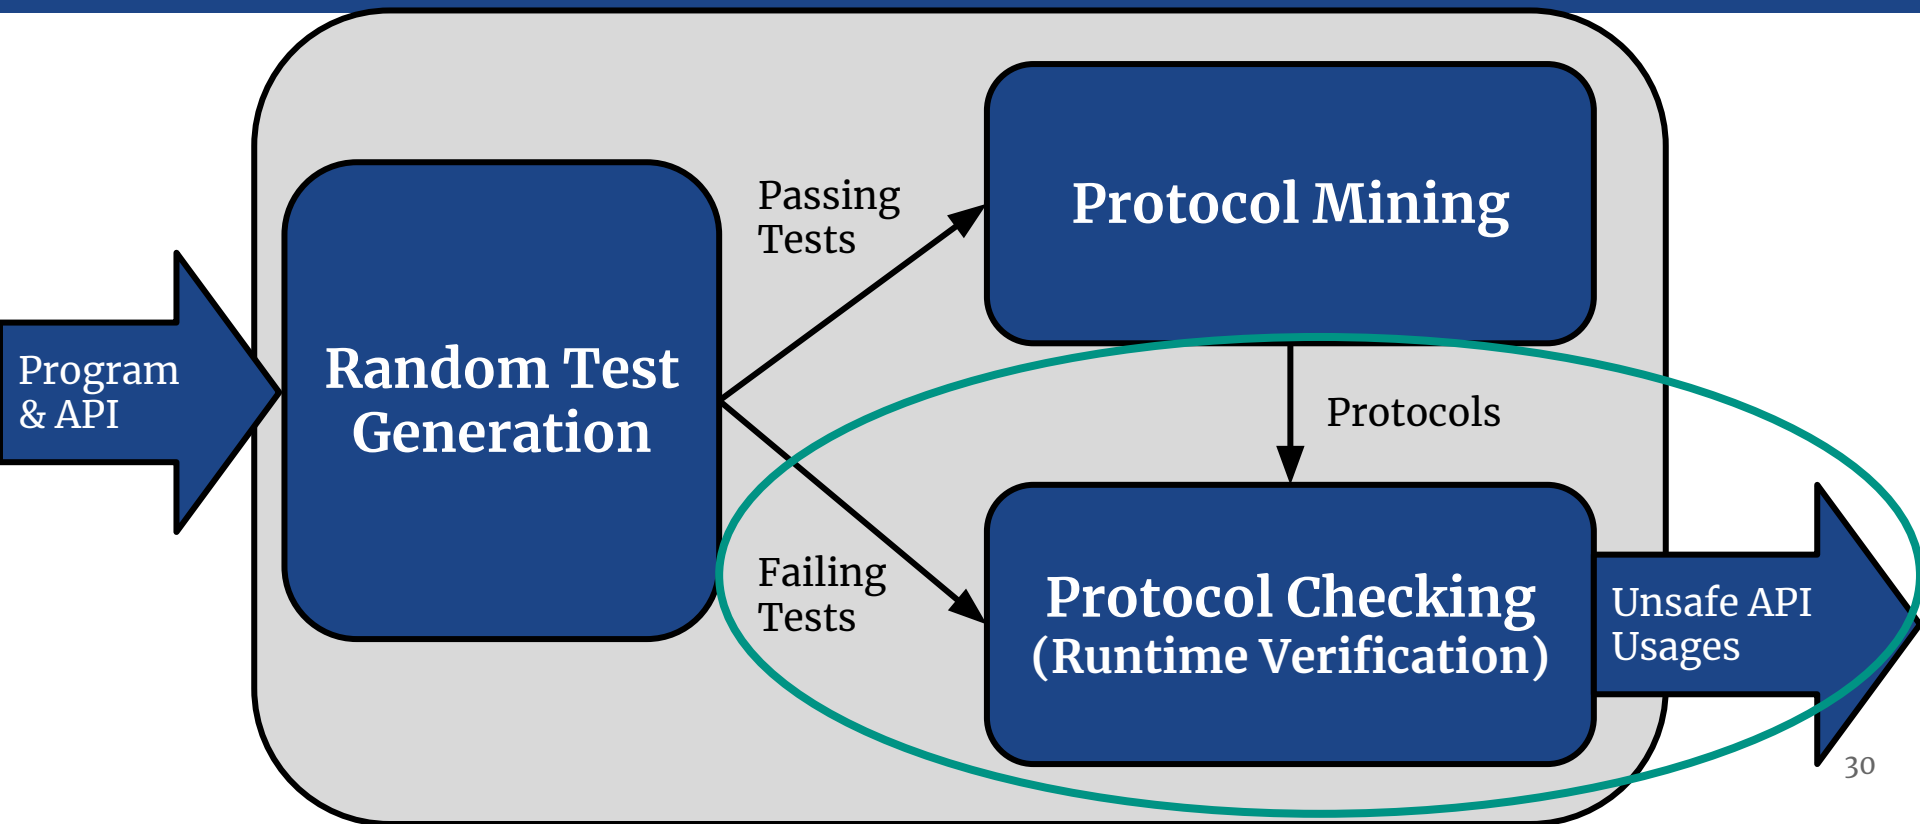 Program
& API
Random Test
Generation
Passing
Tests
Failing
Tests
Protocol Mining
Protocols
Protocol Checking
(Runtime Verification)
Unsafe API
Usages
30